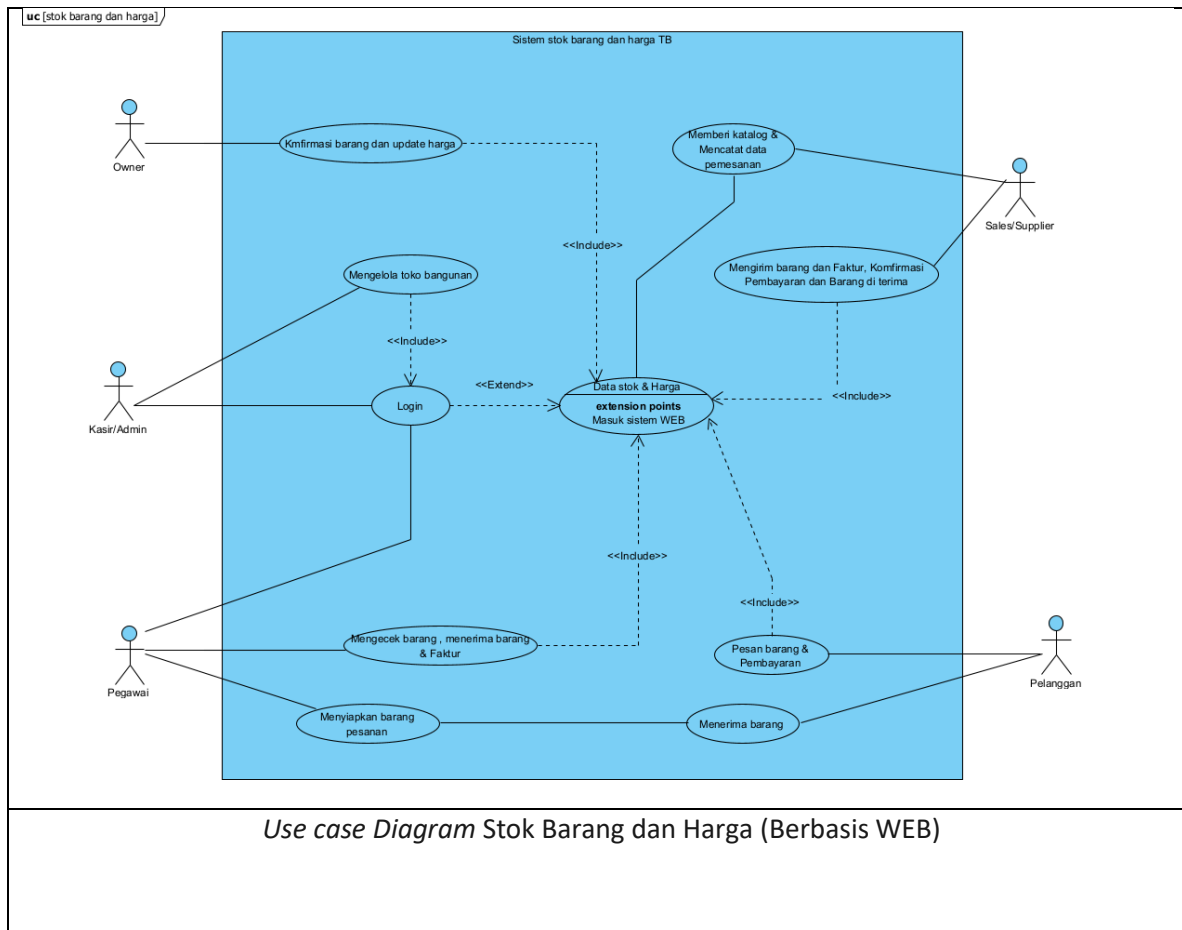 uc [stok barang dan harga]
Sistem stok barang dan harga TB
Owner
Kmfirmasi barang dan update harga
Memberi katalog &
Mencatat data
pemesanan
Sales/Supplier
<<Include>>
Mengelola toko bangunan
Mengirim barang dan Faktur, Komfirmasi
Pembayaran dan Barang di terima
<<Include>>
Kasir/Admin
Login
<<Extend>>
Data stok & Harga
extension points
Masuk sistem WEB
<<Include>>
<<Include>>
<<Include>>
Pegawai
Mengecek barang , menerima barang
& Faktur
Pesan barang &
Pembayaran
Pelanggan
Menyiapkan barang
pesanan
Menerima barang
Use case Diagram Stok Barang dan Harga (Berbasis WEB)